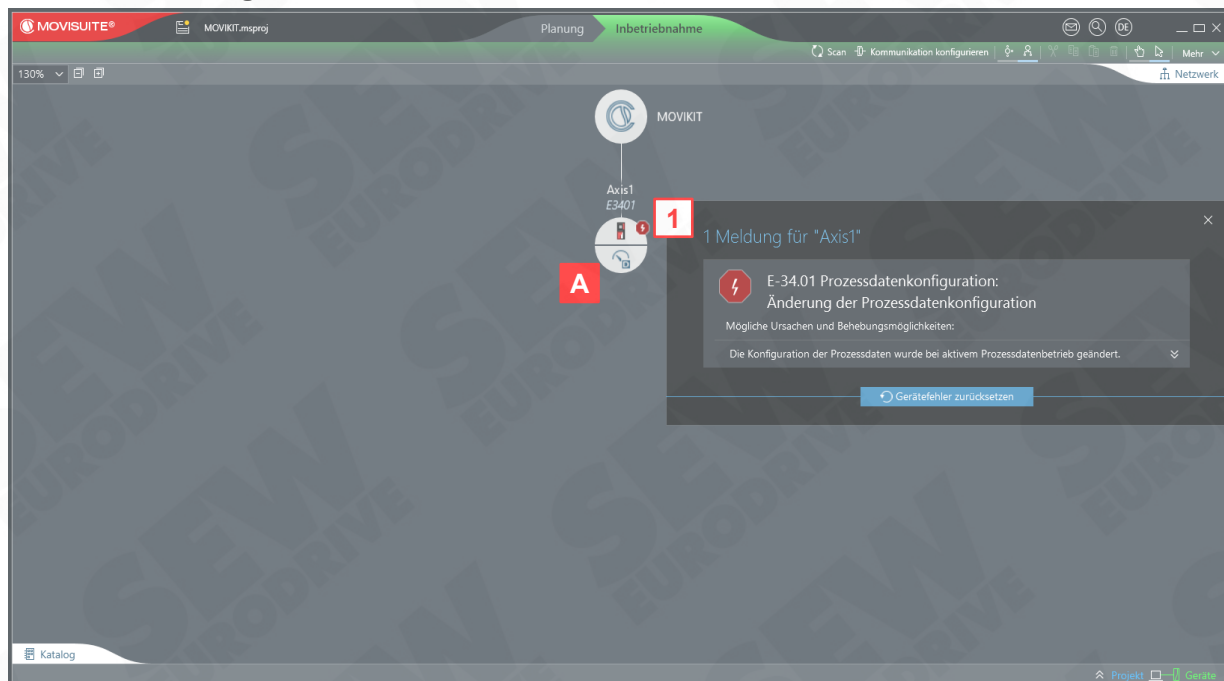 MOVISUITE®
MOVIKIT.msproj
Planung
Inbetriebnahme
DE
Scan
Kommunikation konfigurieren
Mehr
130%
Netzwerk
MOVIKIT
Axis1
E3401
1
A
1 Meldung für "Axis1"
E-34.01 Prozessdatenkonfiguration:
Änderung der Prozessdatenkonfiguration
Mögliche Ursachen und Behebungsmöglichkeiten:
Die Konfiguration der Prozessdaten wurde bei aktivem Prozessdatenbetrieb geändert.
Gerätefehler zurücksetzen
Katalog
Projekt
Geräte
SEW
EURODRIVE